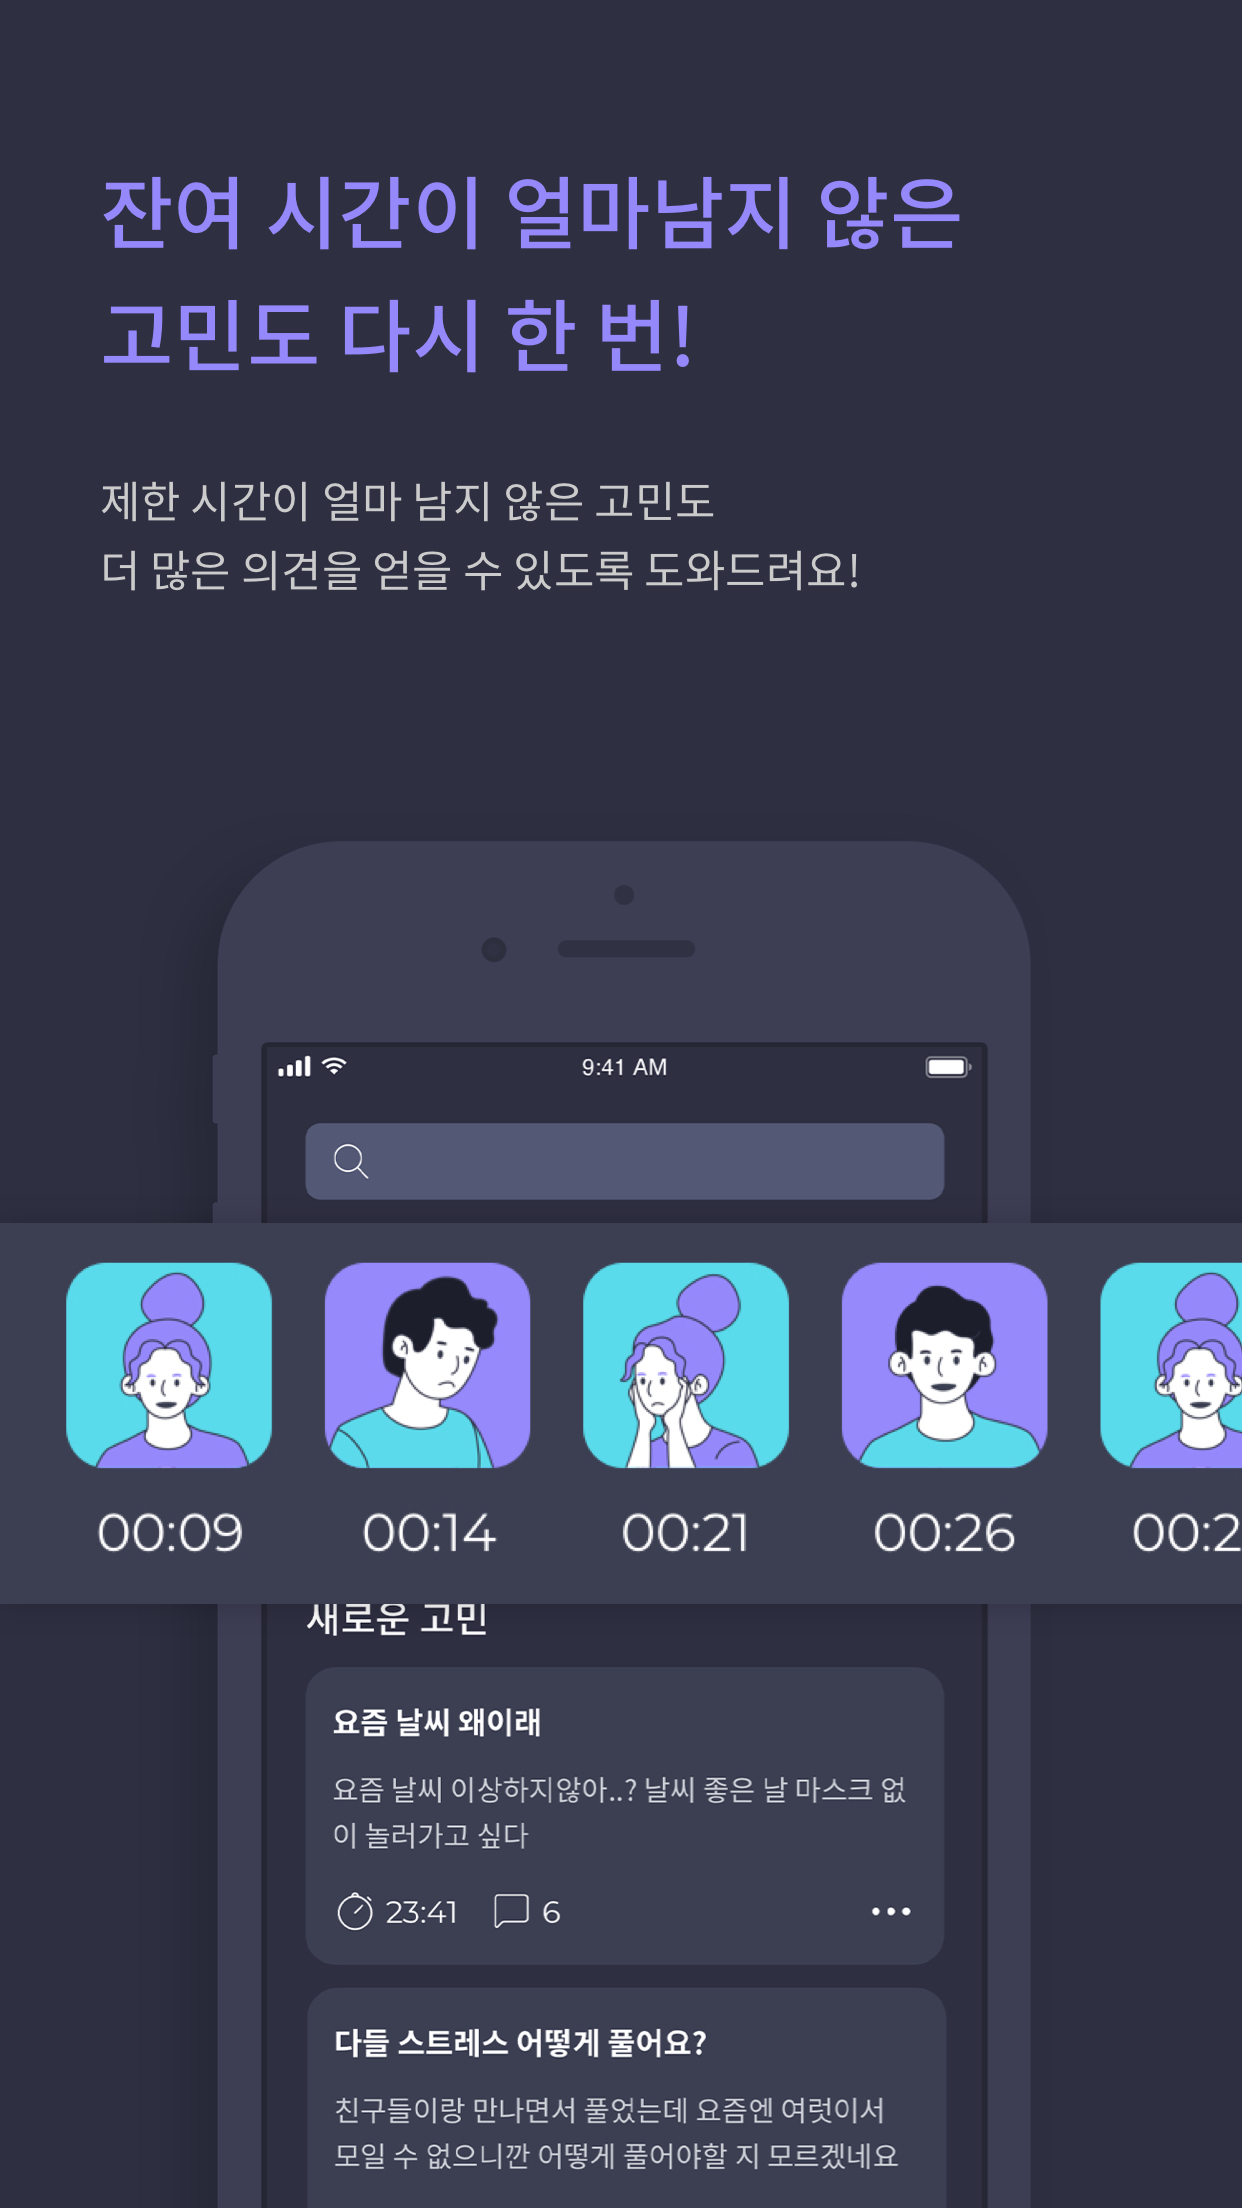 잔여 시간이 얼마남지 않은
고민도 다시 한 번!
제한 시간이 얼마 남지 않은 고민도
더 많은 의견을 얻을 수 있도록 도와드려요!
9:41 AM
00:09 00:14 00:21 00:26 00:2
새로운 고민
요즘 날씨 왜이래
요즘 날씨 이상하지않아..? 날씨 좋은 날 마스크 없
이 놀러가고 싶다
23:41 6
다들 스트레스 어떻게 풀어요?
친구들이랑 만나면서 풀었는데 요즘엔 여럿이서
모일 수 없으니깐 어떻게 풀어야할 지 모르겠네요